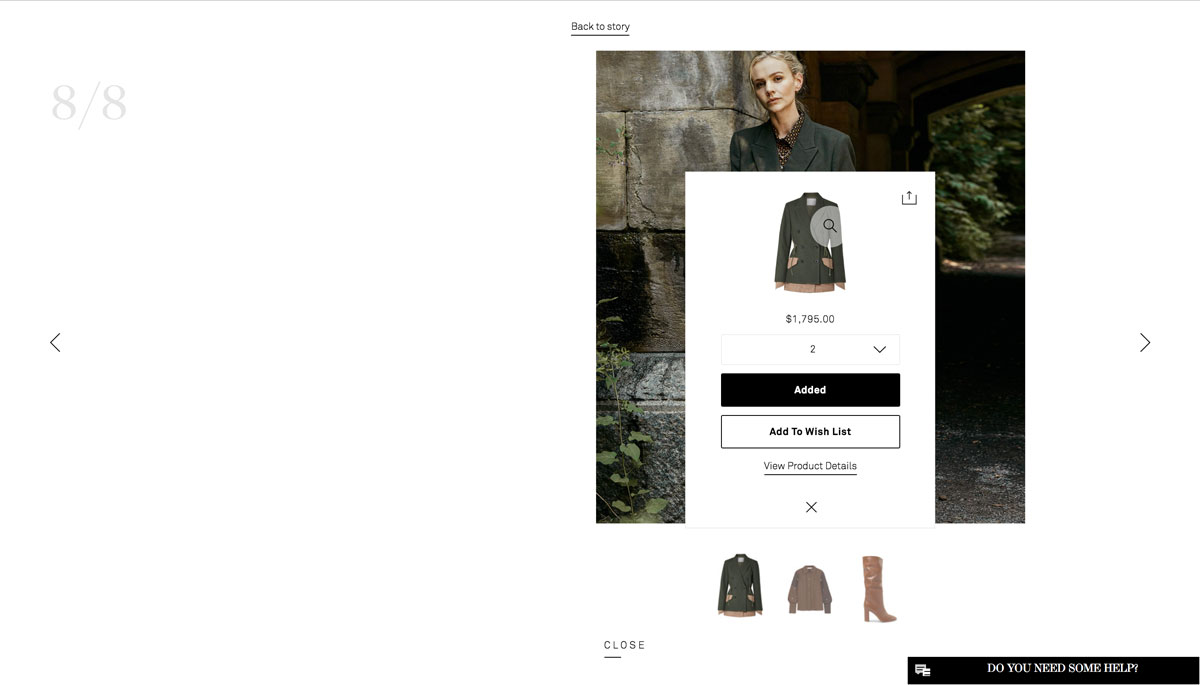 Back to story
8/8
$1,795.00
2
Added
Add To Wish List
View Product Details
CLOSE
DO YOU NEED SOME HELP?